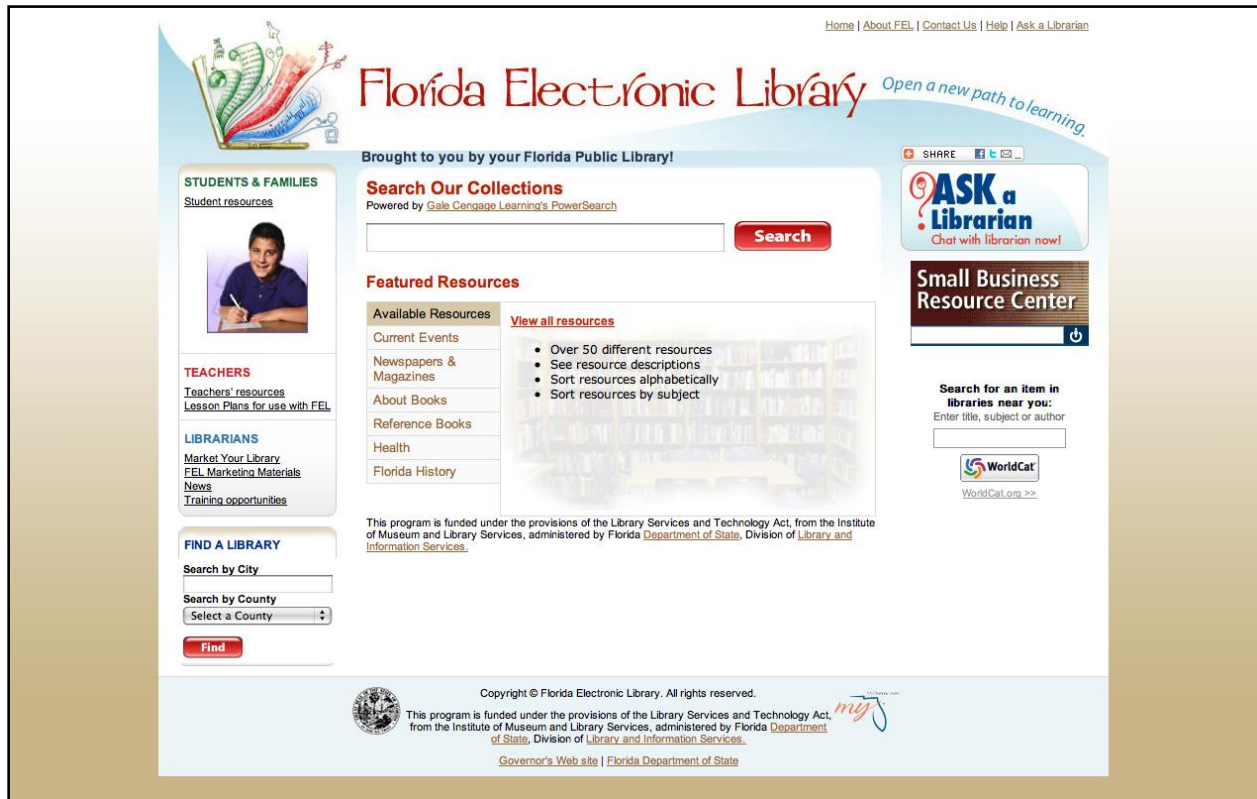 Home | About FEL | Contact Us | Help | Ask a Librarian
Florida Electronic Library
Open a new path to learning.
Brought to you by your Florida Public Library!
SHARE
STUDENTS & FAMILIES
Student resources
TEACHERS
Teachers' resources
Lesson Plans for use with FEL
LIBRARIANS
Market Your Library
FEL Marketing Materials
News
Training opportunities
FIND A LIBRARY
Search by City
Search by County
Select a County
Find
Search Our Collections
Powered by Gale Cengage Learning's PowerSearch
Search
Featured Resources
Available Resources
Current Events
Newspapers &
Magazines
About Books
Reference Books
Health
Florida History
View all resources
• Over 50 different resources
• See resource descriptions
• Sort resources alphabetically
• Sort resources by subject
This program is funded under the provisions of the Library Services and Technology Act, from the Institute
of Museum and Library Services, administered by Florida Department of State, Division of Library and
Information Services.
ASK a
Librarian
Chat with librarian now!
Small Business
Resource Center
Search for an item in
libraries near you:
Enter title, subject or author
WorldCat
WorldCat.org >>
Copyright © Florida Electronic Library. All rights reserved.
This program is funded under the provisions of the Library Services and Technology Act,
from the Institute of Museum and Library Services, administered by Florida Department
of State, Division of Library and Information Services.
my
Governor's Web site | Florida Department of State